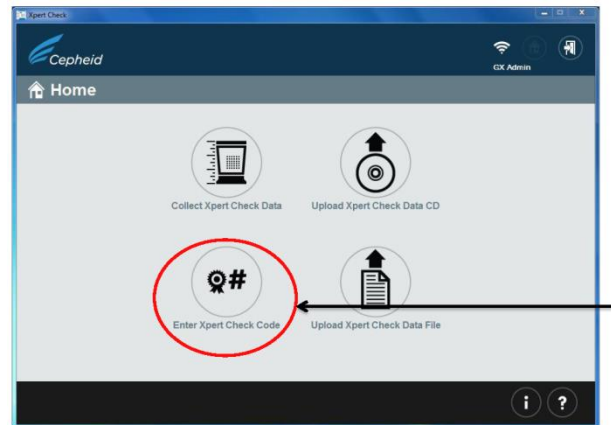 Xpert Check
Cepheid
GX Admin
Home
Collect Xpert Check Data
Upload Xpert Check Data CD
#
Enter Xpert Check Code
Upload Xpert Check Data File
i ?